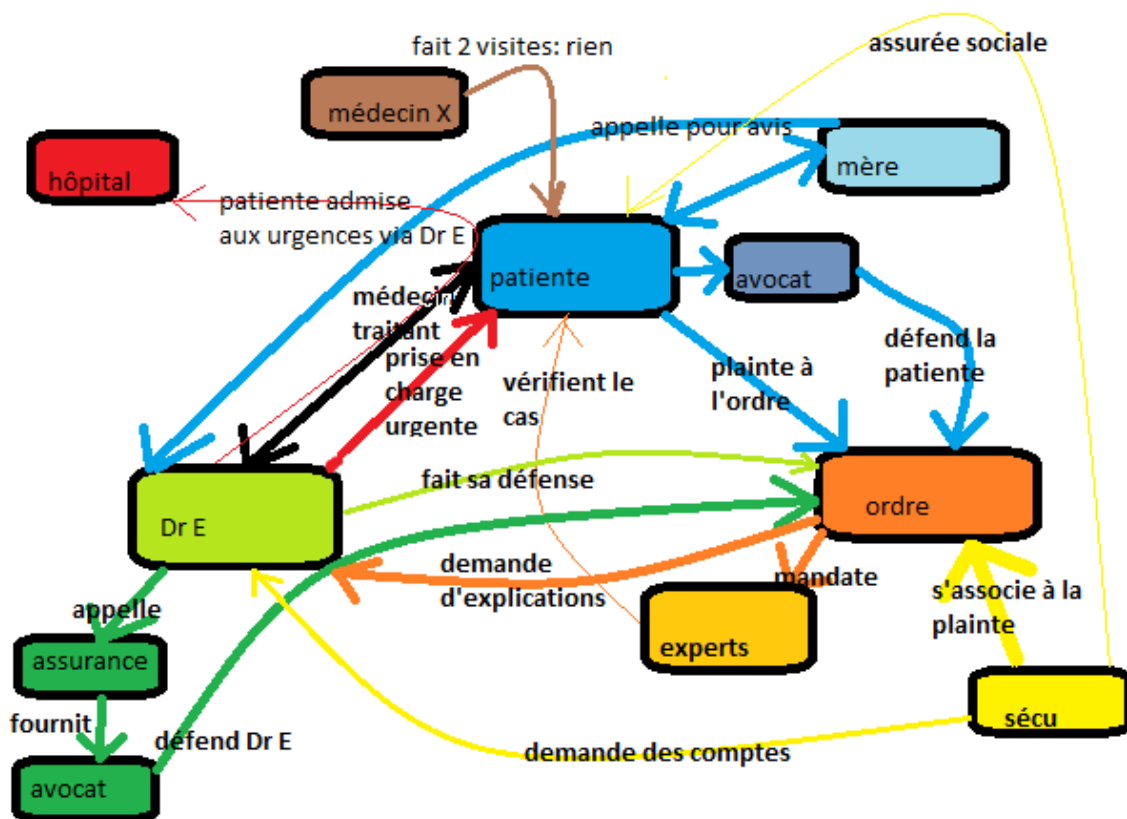 fait 2 visites: rien
assurée sociale
médecin X
appelle pour avis
mère
hôpital
patiente admise
aux urgences via Dr E
patiente
avocat
médecin
traitant
prise en
charge
urgente
vérifient le
cas
plainte à
l'ordre
défend la
patiente
fait sa défense
Dr E
ordre
demande
d'explications
mandate
s'associe à la
plainte
appelle
assurance
experts
sécu
fournit
défend Dr E
demande des comptes
avocat